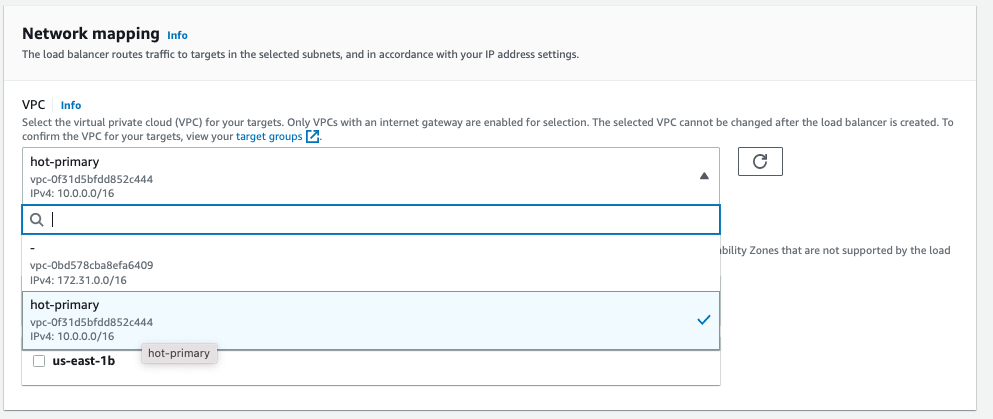 Network mapping Info
The load balancer routes traffic to targets in the selected subnets, and in accordance with your IP address settings.
VPC Info
Select the virtual private cloud (VPC) for your targets. Only VPCs with an internet gateway are enabled for selection. The selected VPC cannot be changed after the load balancer is created. To
confirm the VPC for your targets, view your target groups.
hot-primary
vpc-0f31d5bfdd852c444
IPv4: 10.0.0.0/16
-
vpc-0bd578cba8efa6409
IPv4: 172.31.0.0/16
bility Zones that are not supported by the load
hot-primary
vpc-0f31d5bfdd852c444
IPv4: 10.0.0.0/16
hot-primary
us-east-1b